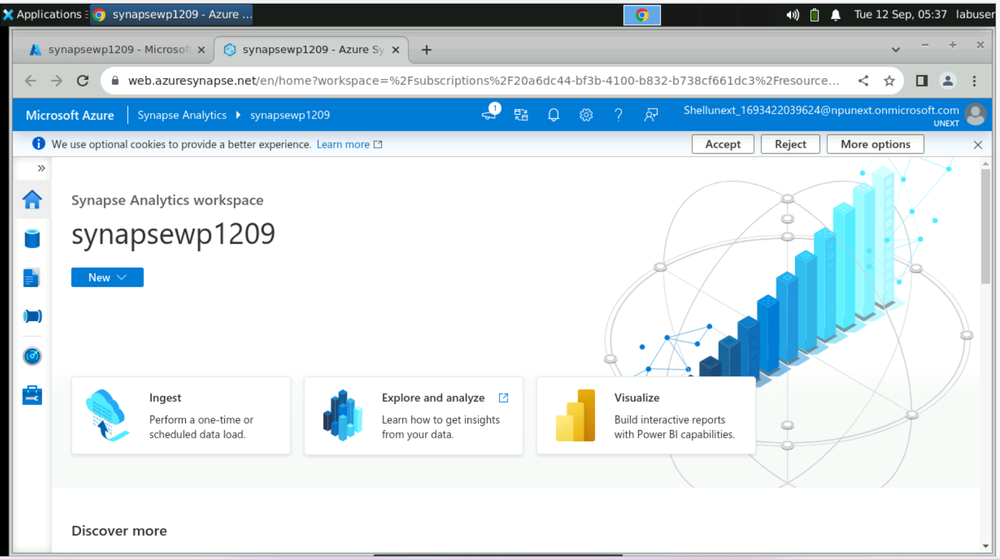 Applications
synapsewp1209 - Azure ...
Tue 12 Sep, 05:37 labuser
synapsewp1209 - Microsoft
synapsewp1209 - Azure Sy
web.azuresynapse.net/en/home?workspace=%2Fsubscriptions%2F20a6dc44-bf3b-4100-b832-b738cf661dc3%2Fresource...
Microsoft Azure
Synapse Analytics
synapsewp1209
1
Shellunext_1693422039624@npunext.onmicrosoft.com
UNEXT
We use optional cookies to provide a better experience. Learn more
Accept
Reject
More options
Synapse Analytics workspace
synapsewp1209
New
Ingest
Perform a one-time or
scheduled data load.
Explore and analyze
Learn how to get insights
from your data.
Visualize
Build interactive reports
with Power BI capabilities.
Discover more